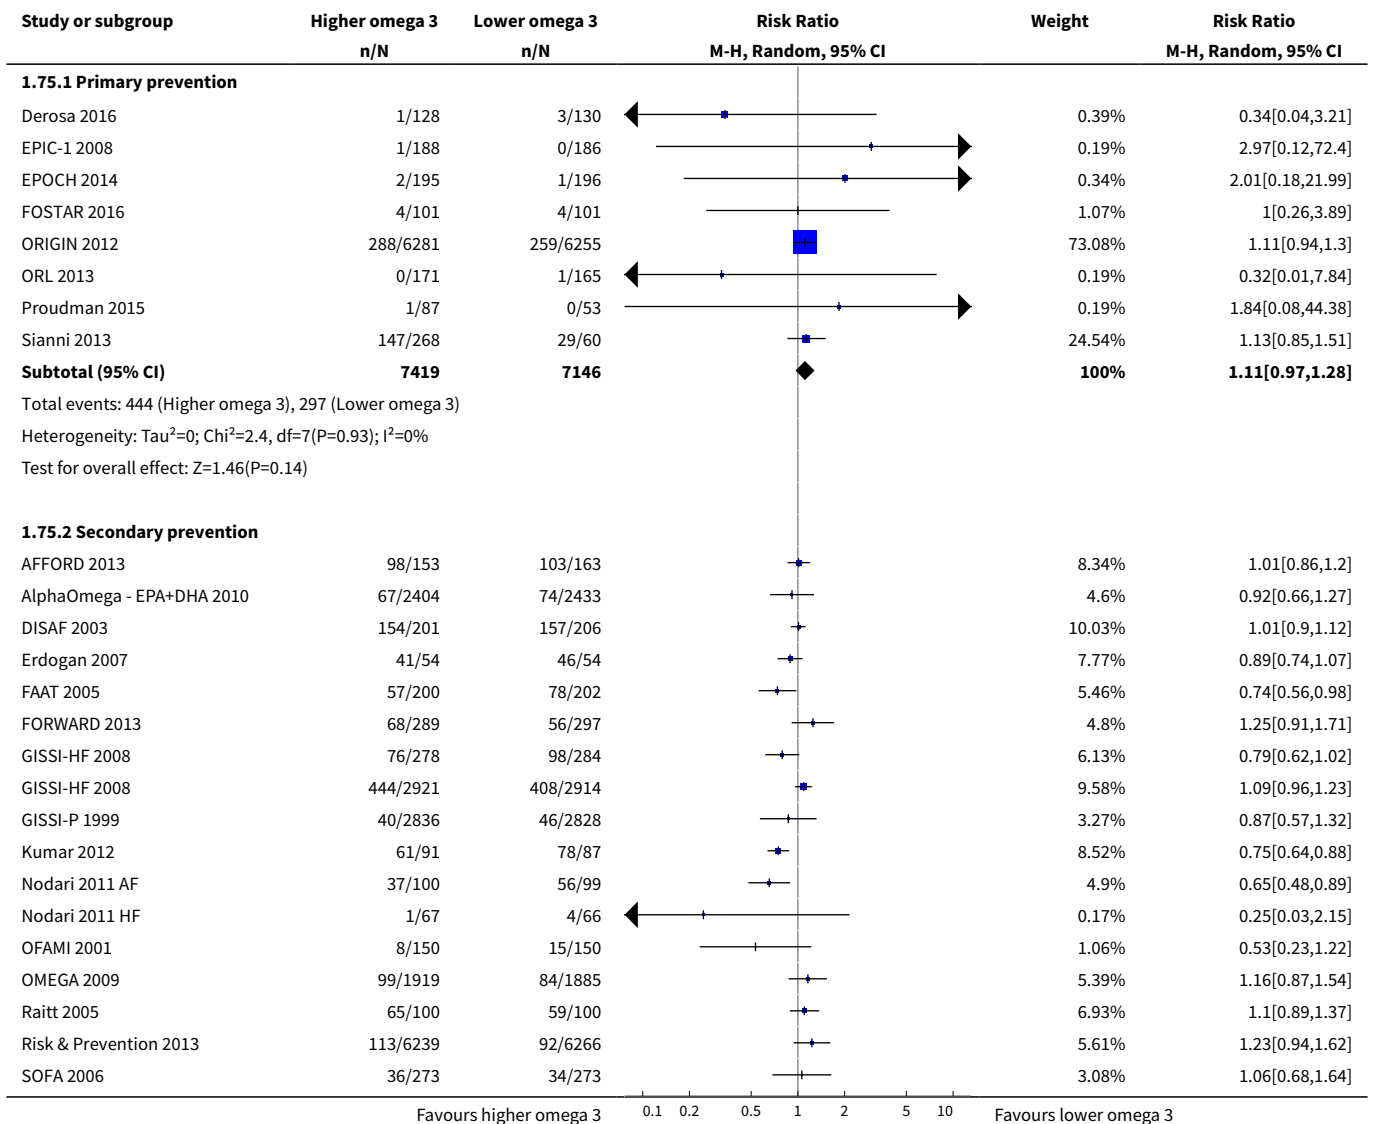 Study or subgroup Higher omega 3 Lower omega 3 Risk Ratio Weight Risk Ratio
n/N n/N M-H, Random, 95% CI M-H, Random, 95% CI
1.75.1 Primary prevention
Derosa 2016 1/128 3/130 0.39% 0.34[0.04,3.21]
EPIC-1 2008 1/188 0/186 0.19% 2.97[0.12,72.4]
EPOCH 2014 2/195 1/196 0.34% 2.01[0.18,21.99]
FOSTAR 2016 4/101 4/101 1.07% 1[0.26,3.89]
ORIGIN 2012 288/6281 259/6255 73.08% 1.11[0.94,1.3]
ORL 2013 0/171 1/165 0.19% 0.32[0.01,7.84]
Proudman 2015 1/87 0/53 0.19% 1.84[0.08,44.38]
Sianni 2013 147/268 29/60 24.54% 1.13[0.85,1.51]
Subtotal (95% CI) 7419 7146 100% 1.11[0.97,1.28]
Total events: 444 (Higher omega 3), 297 (Lower omega 3)
Heterogeneity: Tau²=0; Chi²=2.4, df=7(P=0.93); I²=0%
Test for overall effect: Z=1.46(P=0.14)
1.75.2 Secondary prevention
AFFORD 2013 98/153 103/163 8.34% 1.01[0.86,1.2]
AlphaOmega - EPA+DHA 2010 67/2404 74/2433 4.6% 0.92[0.66,1.27]
DISAF 2003 154/201 157/206 10.03% 1.01[0.9,1.12]
Erdogan 2007 41/54 46/54 7.77% 0.89[0.74,1.07]
FAAT 2005 57/200 78/202 5.46% 0.74[0.56,0.98]
FORWARD 2013 68/289 56/297 4.8% 1.25[0.91,1.71]
GISSI-HF 2008 76/278 98/284 6.13% 0.79[0.62,1.02]
GISSI-HF 2008 444/2921 408/2914 9.58% 1.09[0.96,1.23]
GISSI-P 1999 40/2836 46/2828 3.27% 0.87[0.57,1.32]
Kumar 2012 61/91 78/87 8.52% 0.75[0.64,0.88]
Nodari 2011 AF 37/100 56/99 4.9% 0.65[0.48,0.89]
Nodari 2011 HF 1/67 4/66 0.17% 0.25[0.03,2.15]
OFAMI 2001 8/150 15/150 1.06% 0.53[0.23,1.22]
OMEGA 2009 99/1919 84/1885 5.39% 1.16[0.87,1.54]
Raitt 2005 65/100 59/100 6.93% 1.1[0.89,1.37]
Risk & Prevention 2013 113/6239 92/6266 5.61% 1.23[0.94,1.62]
SOFA 2006 36/273 34/273 3.08% 1.06[0.68,1.64]
Favours higher omega 3 0.1 0.2 0.5 1 2 5 10 Favours lower omega 3